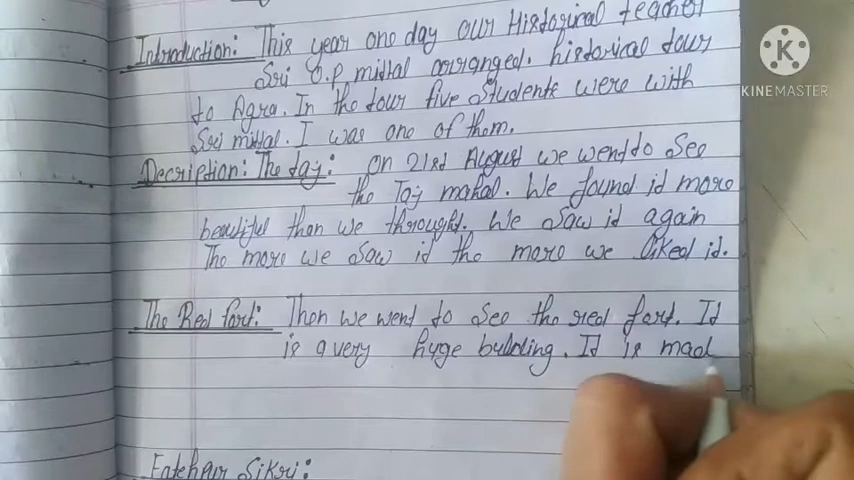 Introduction: This year one day our Historical teacher
Sri O.P mittal arranged. historical tour
to Agra. In the tour five students were with
Sri mittal. I was one of them.
Decription: The day: on 21st August we went to see
the Taj mahal. We found it more
beautiful than we throught. We saw it again
The more we saw it the more we liked it.
The Red fort: Then we went to see the red fort. It
is a very huge bulding. It is mad
Fatehpur Sikri:
KINEMASTER